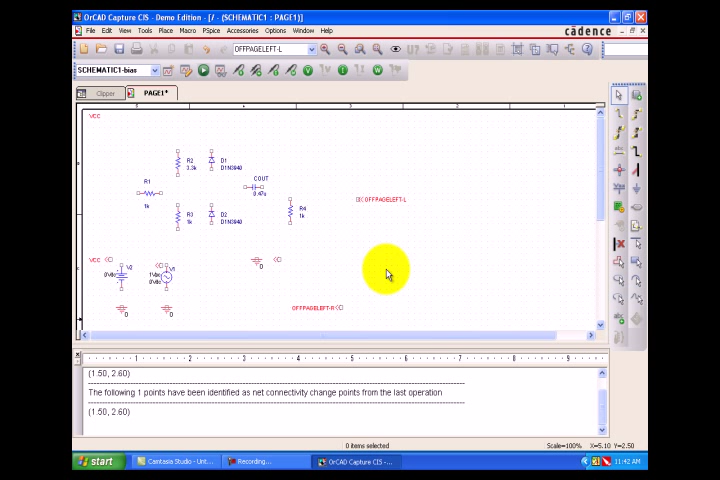 OrCAD Capture CIS - Demo Edition - [/ - (SCHEMATIC1 : PAGE1)]
File Edit View Tools Place Macro PSpice Accessories Options Window Help
cādence
OFFPAGELEFT-L
SCHEMATIC1-bias
Clipper PAGE1*
VCC
R2
3.3k
D1
D1N3940
R1
1k
COUT
0.47u
R3
1k
D2
D1N3940
R4
1k
OFFPAGELEFT-L
VCC
V2
0Vdc
V1
1Vac
0Vdc
0
0
0
OFFPAGELEFT-R
(1.50, 2.60)
The following 1 points have been identified as net connectivity change points from the last operation
(1.50, 2.60)
0 items selected Scale=100% X=5.10 Y=2.50
start Camtasia Studio - Unt... Recording... OrCAD Capture CIS -... 11:42 AM